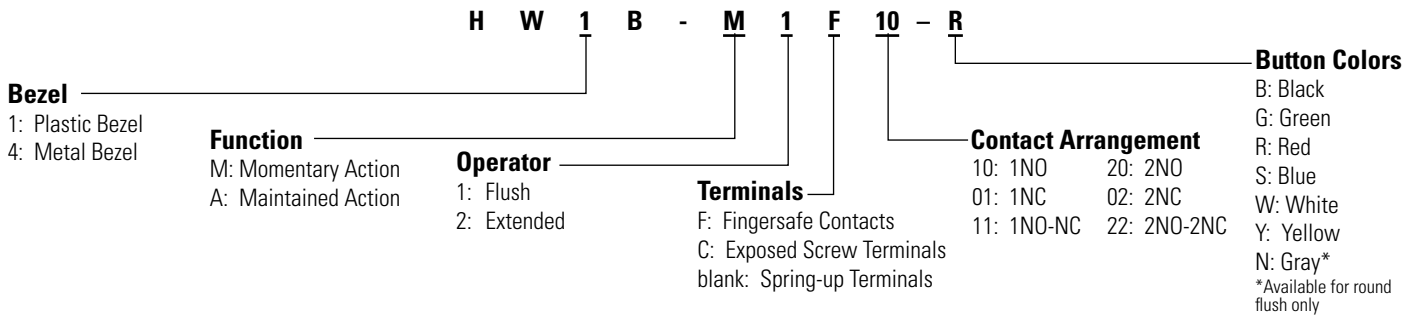 H W 1 B - M 1 F 10 – R
Bezel
1: Plastic Bezel
4: Metal Bezel
Function
M: Momentary Action
A: Maintained Action
Operator
1: Flush
2: Extended
Terminals
F: Fingersafe Contacts
C: Exposed Screw Terminals
blank: Spring-up Terminals
Contact Arrangement
10: 1NO 20: 2NO
01: 1NC 02: 2NC
11: 1NO-NC 22: 2NO-2NC
Button Colors
B: Black
G: Green
R: Red
S: Blue
W: White
Y: Yellow
N: Gray*
*Available for round
flush only